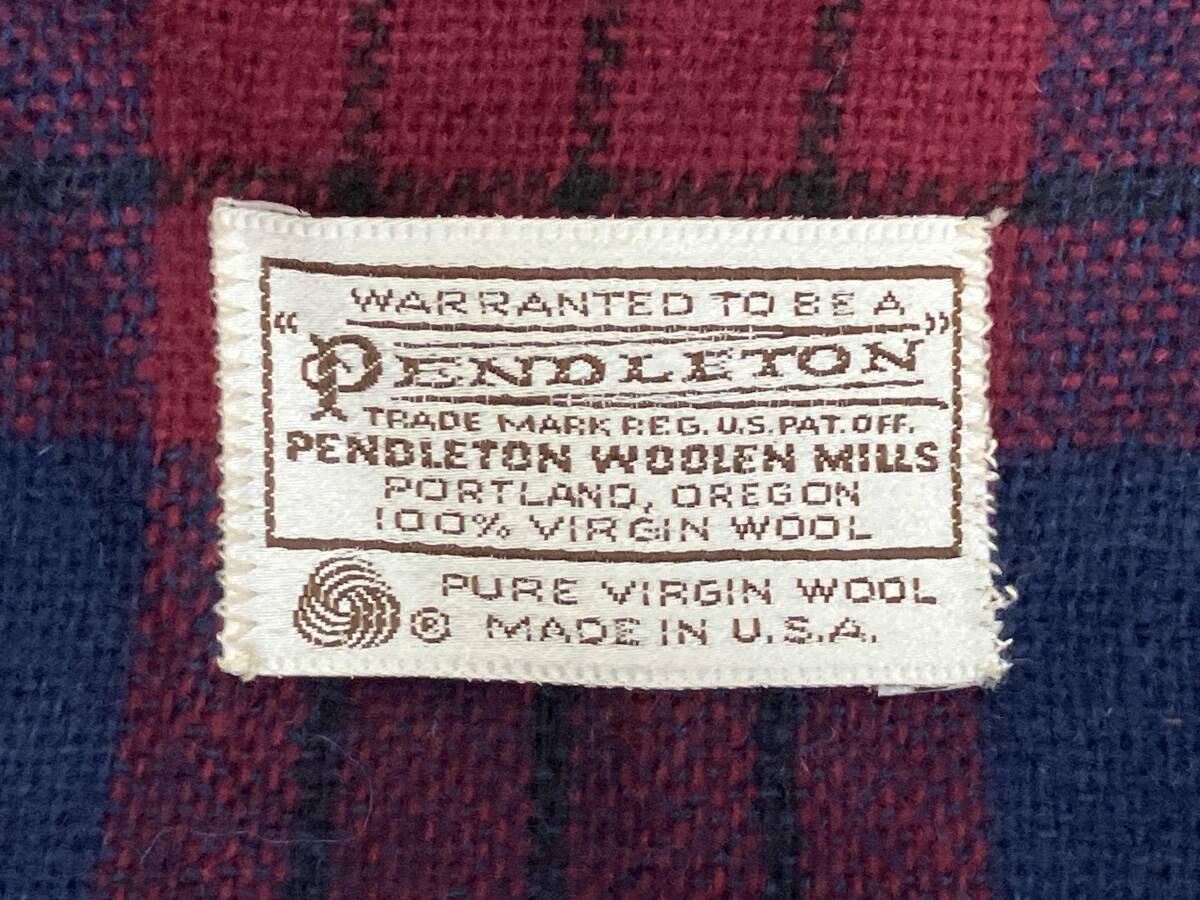 WARRANTED TO BE A
"PENDLETON"
TRADE MARK REG. U.S. PAT. OFF.
PENDLETON WOOLEN MILLS
PORTLAND, OREGON
100% VIRGIN WOOL
PURE VIRGIN WOOL
® MADE IN U.S.A.